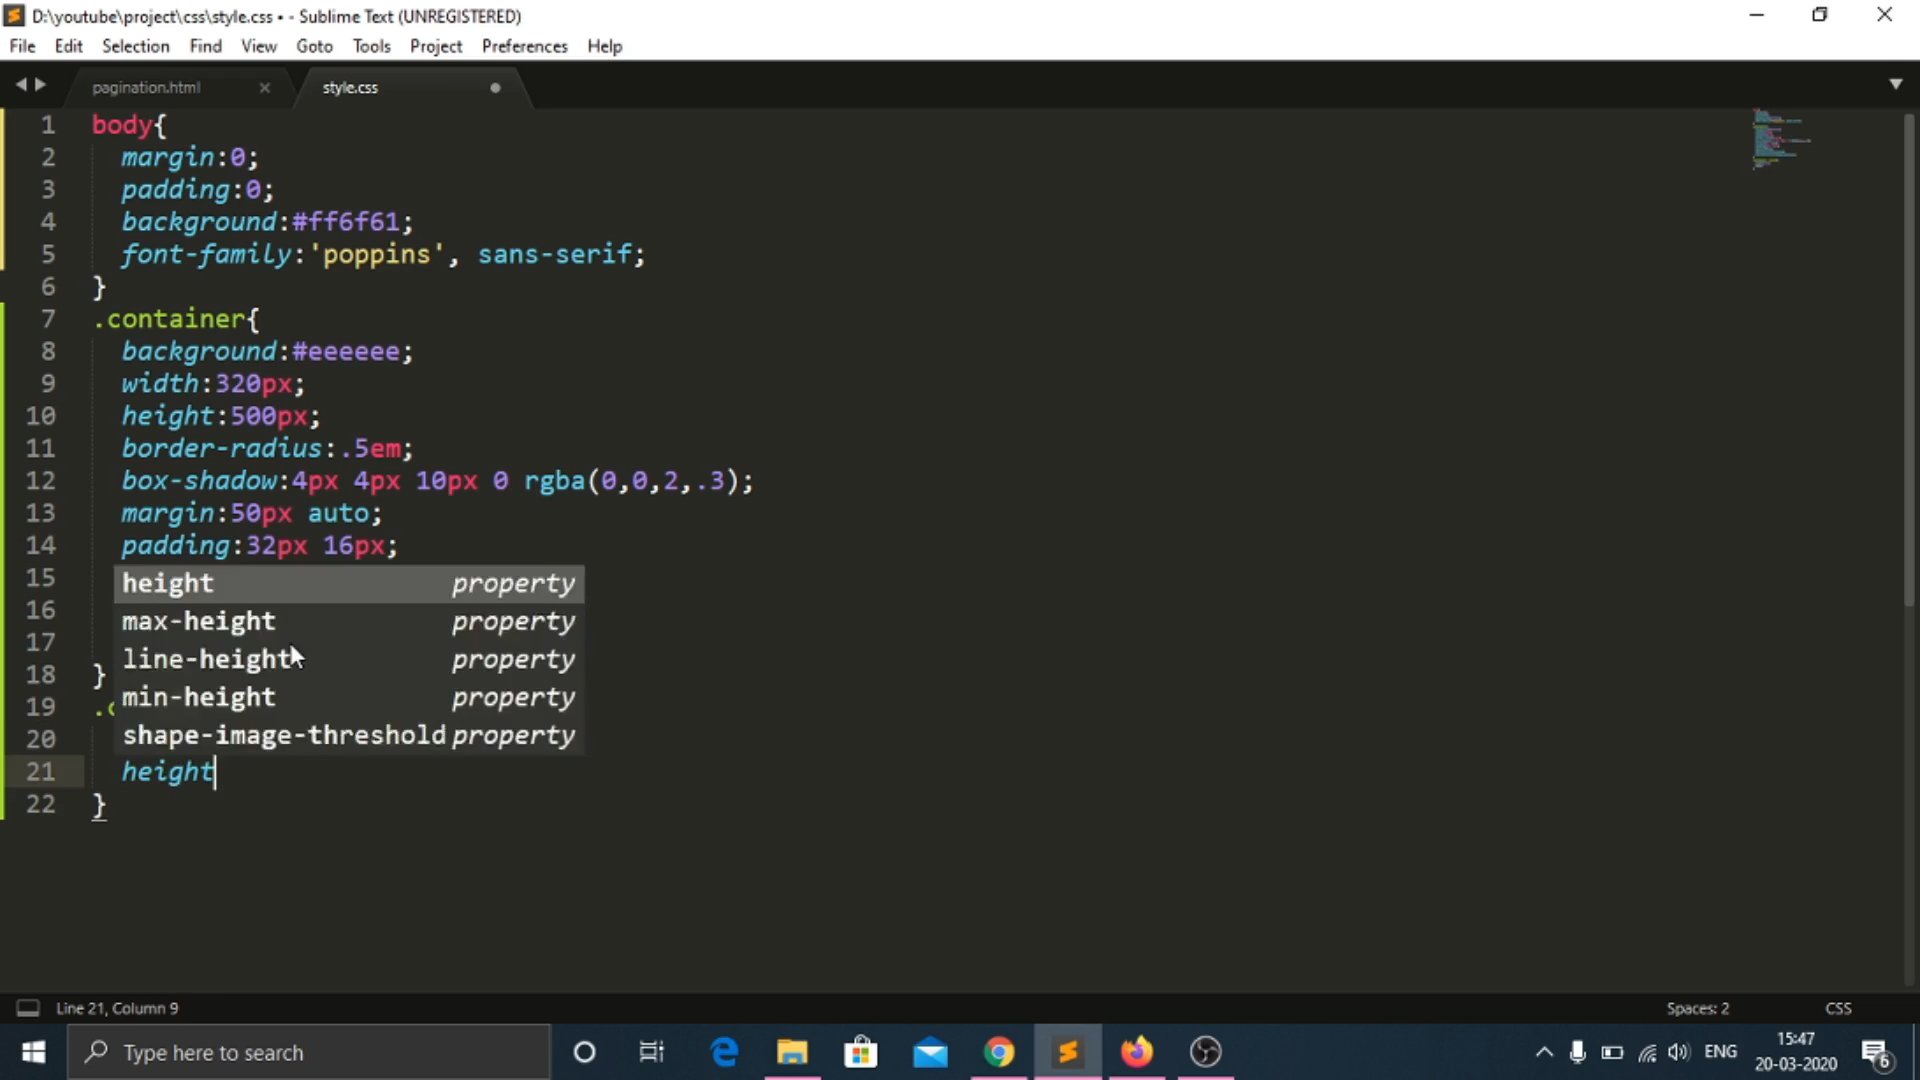 D:\youtube\project\css\style.css • - Sublime Text (UNREGISTERED)
File Edit Selection Find View Goto Tools Project Preferences Help
pagination.html × style.css
1 body{
2 margin:0;
3 padding:0;
4 background:#ff6f61;
5 font-family:'poppins', sans-serif;
6 }
7 .container{
8 background:#eeeeee;
9 width:320px;
10 height:500px;
11 border-radius:.5em;
12 box-shadow:4px 4px 10px 0 rgba(0,0,2,.3);
13 margin:50px auto;
14 padding:32px 16px;
15 height property
16 max-height property
17 line-height property
18 } min-height property
19 .c shape-image-threshold property
20
21 height
22 }
Line 21, Column 9 Spaces: 2 CSS
Type here to search ENG 15:47
20-03-2020 6